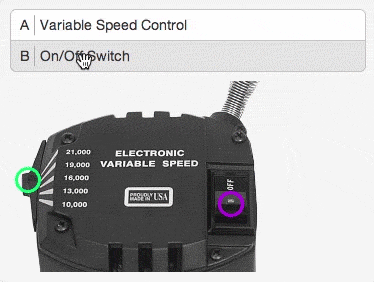 A Variable Speed Control
B On/Off Switch
ELECTRONIC
VARIABLE SPEED
21,000
19,000
16,000
13,000
10,000
PROUDLY
MADE IN USA
OFF